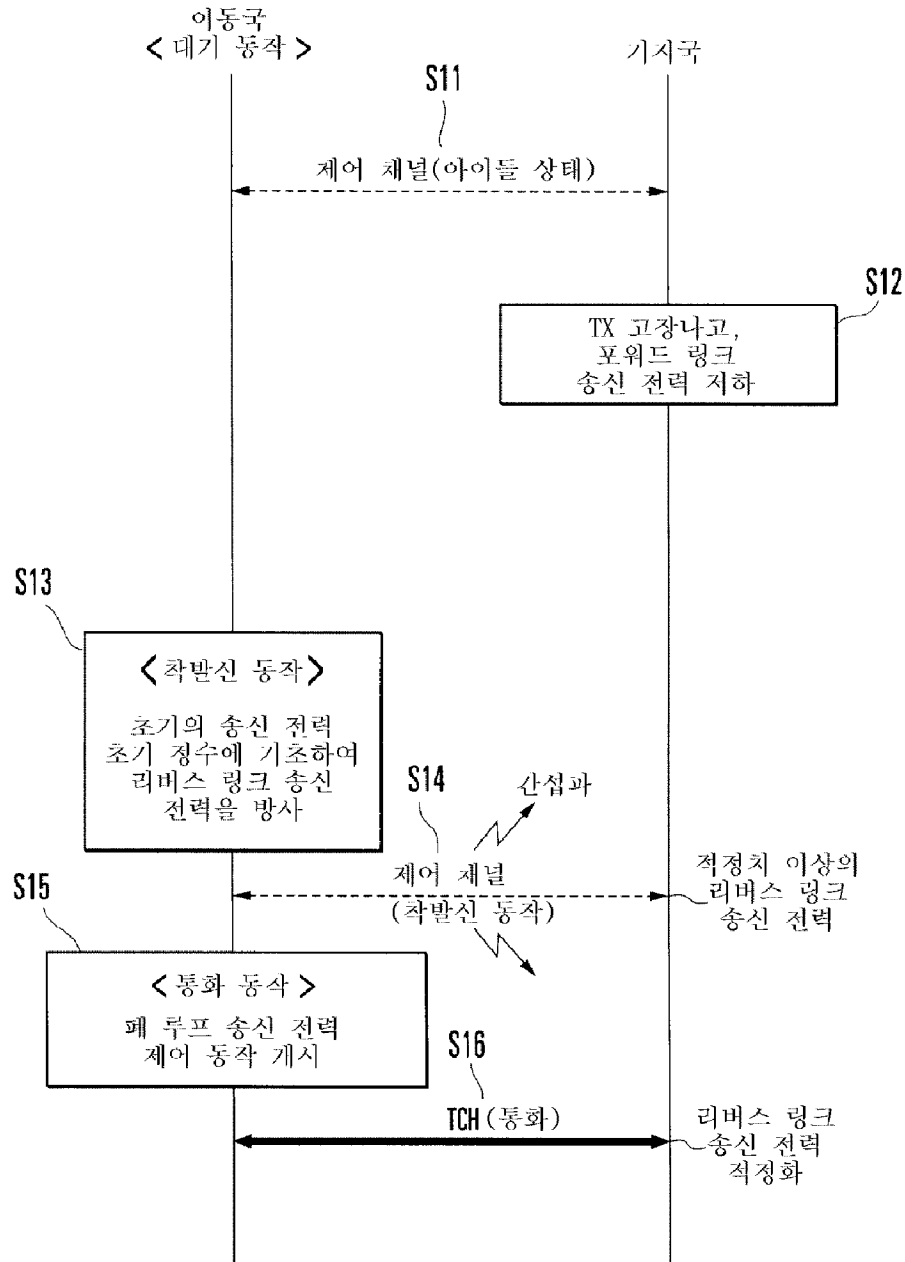 이동국
< 대기 동작 >
기지국
S11
제어 채널(아이들 상태)
S12
TX 고장나고,
포워드 링크
송신 전력 저하
S13
<착발신 동작>
초기의 송신 전력
초기 정수에 기초하여
리버스 링크 송신
전력을 방사
S14
간섭파
제어 채널
(착발신 동작)
적정치 이상의
리버스 링크
송신 전력
S15
< 통화 동작 >
폐 루프 송신 전력
제어 동작 개시
S16
TCH (통화)
리버스 링크
송신 전력
적정화